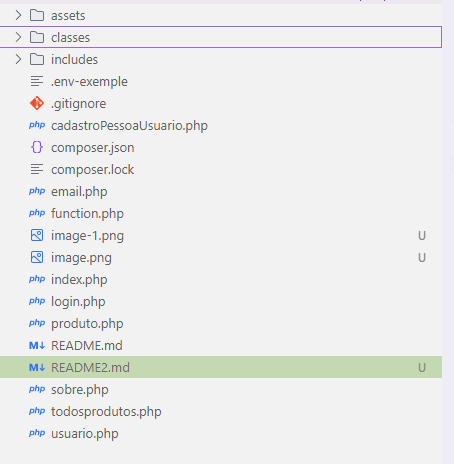 assets
classes
includes
.env-exemple
.gitignore
php cadastroPessoaUsuario.php
{} composer.json
composer.lock
php email.php
php function.php
image-1.png U
image.png U
php index.php
php login.php
php produto.php
M↓ README.md
M↓ README2.md U
php sobre.php
php todosprodutos.php
php usuario.php